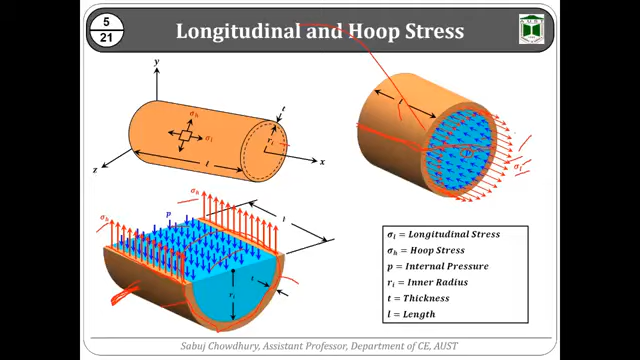 5
21
Longitudinal and Hoop Stress
y
σh
σl
t
ri
l
x
z
l
σl
σh
σh
p
l
t
ri
σl = Longitudinal Stress
σh = Hoop Stress
p = Internal Pressure
ri = Inner Radius
t = Thickness
l = Length
Sabuj Chowdhury, Assistant Professor, Department of CE, AUST